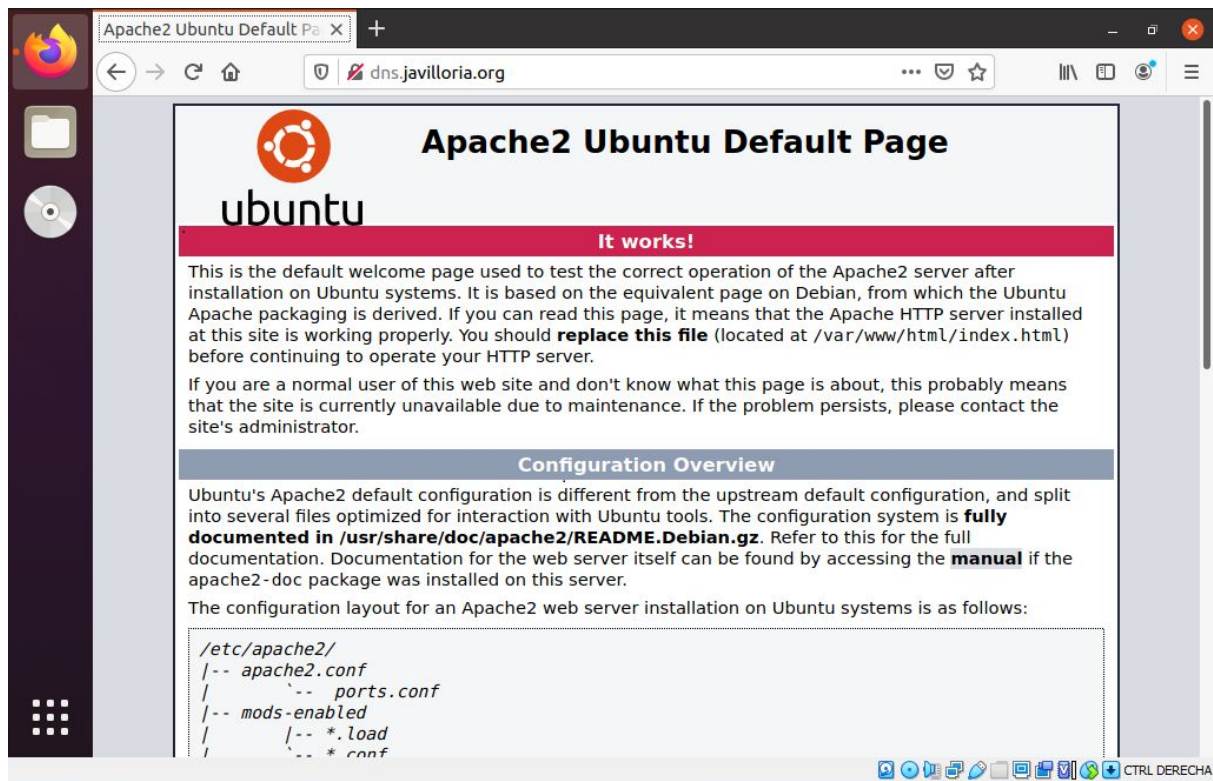 Apache2 Ubuntu Default Pa
dns.javilloria.org
Apache2 Ubuntu Default Page
ubuntu
It works!
This is the default welcome page used to test the correct operation of the Apache2 server after
installation on Ubuntu systems. It is based on the equivalent page on Debian, from which the Ubuntu
Apache packaging is derived. If you can read this page, it means that the Apache HTTP server installed
at this site is working properly. You should replace this file (located at /var/www/html/index.html)
before continuing to operate your HTTP server.
If you are a normal user of this web site and don't know what this page is about, this probably means
that the site is currently unavailable due to maintenance. If the problem persists, please contact the
site's administrator.
Configuration Overview
Ubuntu's Apache2 default configuration is different from the upstream default configuration, and split
into several files optimized for interaction with Ubuntu tools. The configuration system is fully
documented in /usr/share/doc/apache2/README.Debian.gz. Refer to this for the full
documentation. Documentation for the web server itself can be found by accessing the manual if the
apache2-doc package was installed on this server.
The configuration layout for an Apache2 web server installation on Ubuntu systems is as follows:
/etc/apache2/
|-- apache2.conf
|       `--  ports.conf
|-- mods-enabled
|       |-- *.load
|       `-- *.conf
CTRL DERECHA